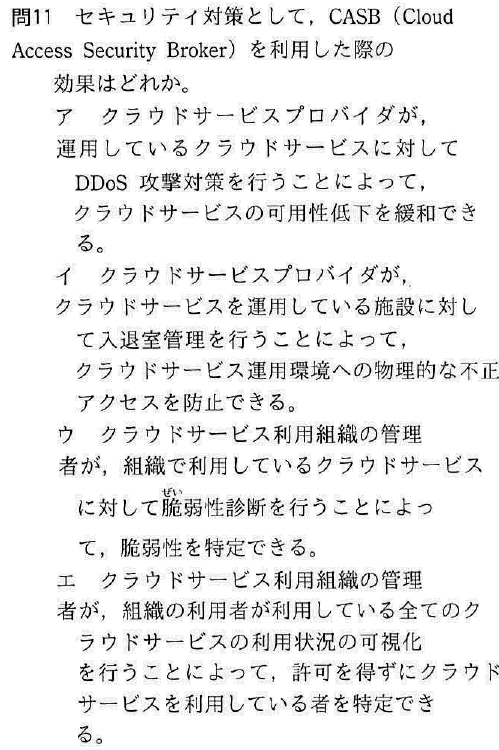 問11 セキュリティ対策として，CASB（Cloud
Access Security Broker）を利用した際の
効果はどれか。
ア クラウドサービスプロバイダが，
運用しているクラウドサービスに対して
DDoS 攻撃対策を行うことによって，
クラウドサービスの可用性低下を緩和でき
る。
イ クラウドサービスプロバイダが，
クラウドサービスを運用している施設に対し
て入退室管理を行うことによって，
クラウドサービス運用環境への物理的な不正
アクセスを防止できる。
ウ クラウドサービス利用組織の管理
者が，組織で利用しているクラウドサービス
ぜい
に対して脆弱性診断を行うことによっ
て，脆弱性を特定できる。
エ クラウドサービス利用組織の管理
者が，組織の利用者が利用している全てのク
ラウドサービスの利用状況の可視化
を行うことによって，許可を得ずにクラウド
サービスを利用している者を特定でき
る。